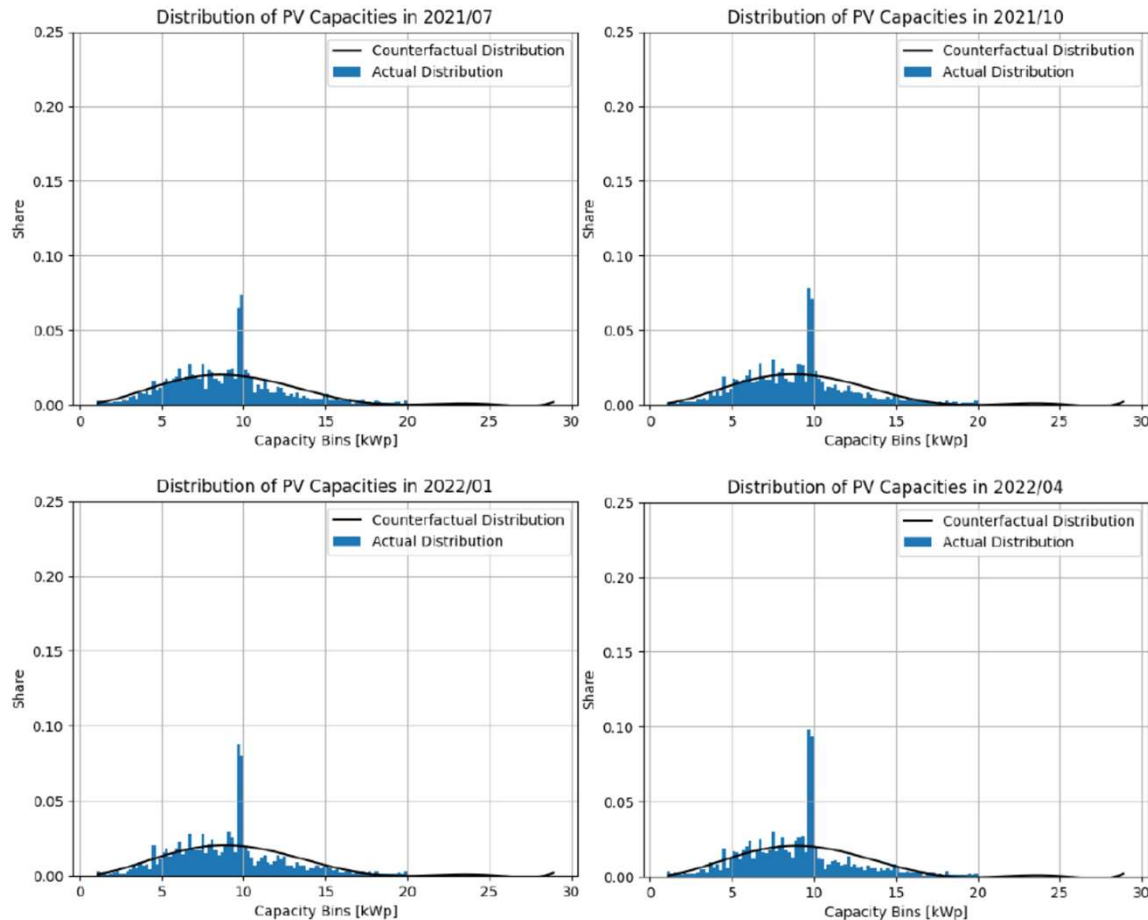 Distribution of PV Capacities in 2021/07
0.25
0.20
0.15
0.10
0.05
0.00
Share
Counterfactual Distribution
Actual Distribution
0 5 10 15 20 25 30
Capacity Bins [kWp]
Distribution of PV Capacities in 2021/10
0.25
0.20
0.15
0.10
0.05
0.00
Share
Counterfactual Distribution
Actual Distribution
0 5 10 15 20 25 30
Capacity Bins [kWp]
Distribution of PV Capacities in 2022/01
0.25
0.20
0.15
0.10
0.05
0.00
Share
Counterfactual Distribution
Actual Distribution
0 5 10 15 20 25 30
Capacity Bins [kWp]
Distribution of PV Capacities in 2022/04
0.25
0.20
0.15
0.10
0.05
0.00
Share
Counterfactual Distribution
Actual Distribution
0 5 10 15 20 25 30
Capacity Bins [kWp]